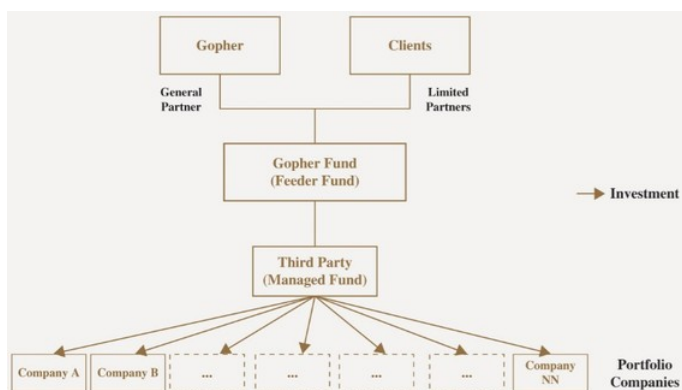 Gopher
Clients
General
Partner
Limited
Partners
Gopher Fund
(Feeder Fund)
Investment
Third Party
(Managed Fund)
Company A
Company B
...
...
...
...
Company
NN
Portfolio
Companies